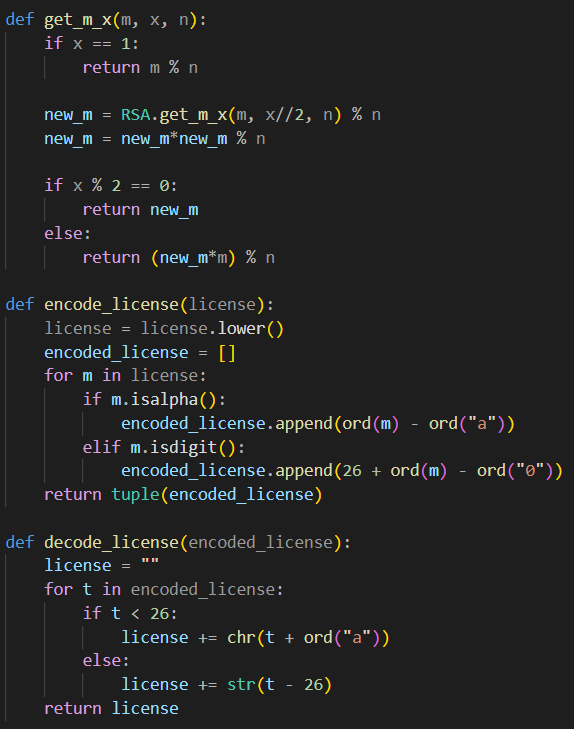 def get_m_x(m, x, n):
    if x == 1:
        return m % n

    new_m = RSA.get_m_x(m, x//2, n) % n
    new_m = new_m*new_m % n

    if x % 2 == 0:
        return new_m
    else:
        return (new_m*m) % n

def encode_license(license):
    license = license.lower()
    encoded_license = []
    for m in license:
        if m.isalpha():
            encoded_license.append(ord(m) - ord("a"))
        elif m.isdigit():
            encoded_license.append(26 + ord(m) - ord("0"))
    return tuple(encoded_license)

def decode_license(encoded_license):
    license = ""
    for t in encoded_license:
        if t < 26:
            license += chr(t + ord("a"))
        else:
            license += str(t - 26)
    return license